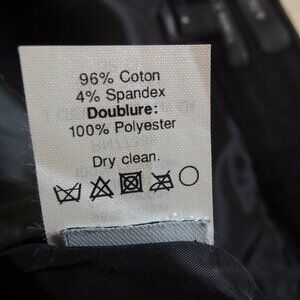 96% Coton
4% Spandex
Doublure:
100% Polyester
Dry clean.